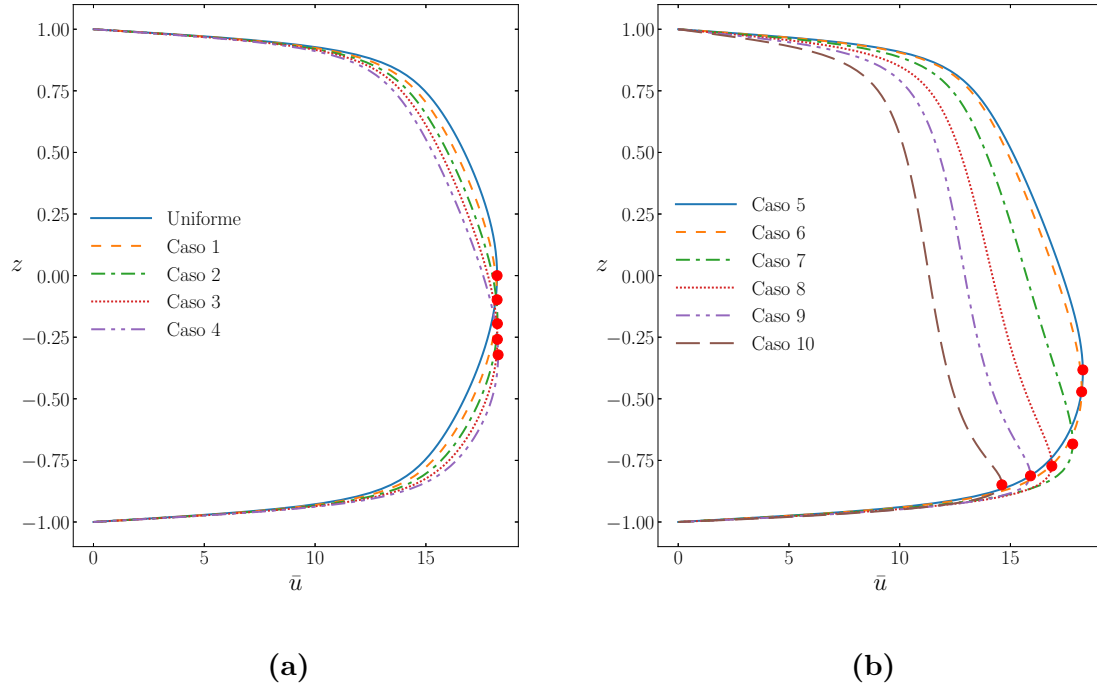 1.00
0.75
0.50
0.25
0.00
−0.25
−0.50
−0.75
−1.00
z
Uniforme
Caso 1
Caso 2
Caso 3
Caso 4
0
5
10
15
ū
(a)
1.00
0.75
0.50
0.25
0.00
−0.25
−0.50
−0.75
−1.00
z
Caso 5
Caso 6
Caso 7
Caso 8
Caso 9
Caso 10
0
5
10
15
ū
(b)